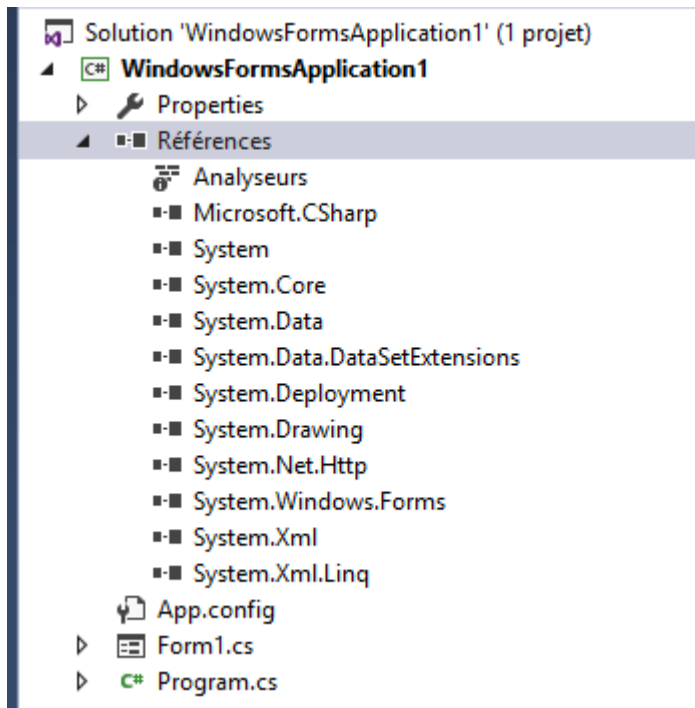 Solution 'WindowsFormsApplication1' (1 projet)
C# WindowsFormsApplication1
Properties
Références
Analyseurs
Microsoft.CSharp
System
System.Core
System.Data
System.Data.DataSetExtensions
System.Deployment
System.Drawing
System.Net.Http
System.Windows.Forms
System.Xml
System.Xml.Linq
App.config
Form1.cs
C# Program.cs